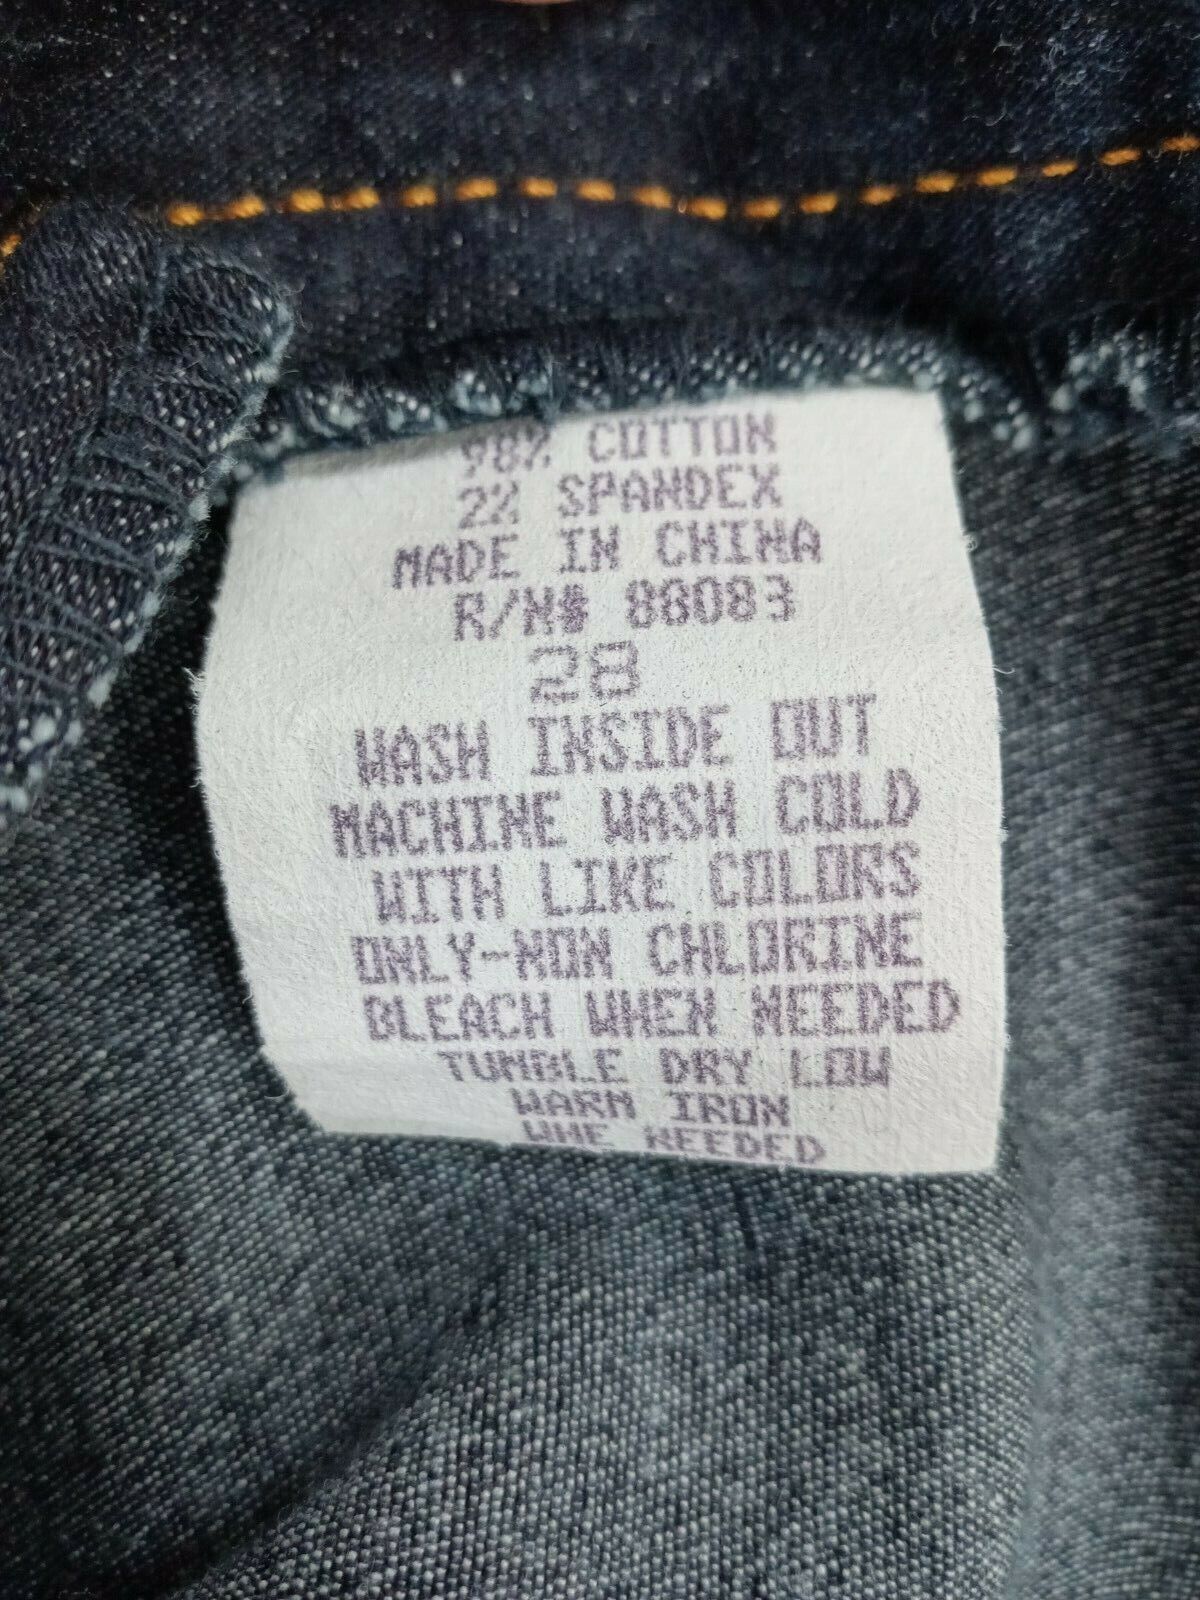 98% COTTON
2% SPANDEX
MADE IN CHINA
R/N# 88083
28
WASH INSIDE OUT
MACHINE WASH COLD
WITH LIKE COLORS
ONLY-NON CHLORINE
BLEACH WHEN NEEDED
TUMBLE DRY LOW
WARM IRON
WHE NEEDED